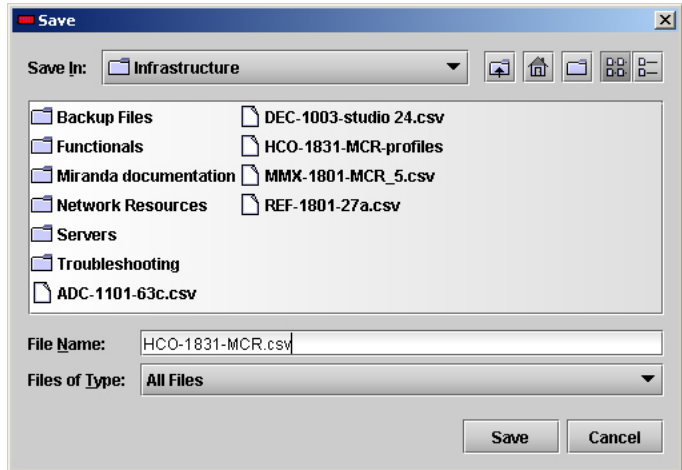 Save
Save In: Infrastructure
Backup Files
Functionals
Miranda documentation
Network Resources
Servers
Troubleshooting
ADC-1101-63c.csv
DEC-1003-studio 24.csv
HCO-1831-MCR-profiles
MMX-1801-MCR_5.csv
REF-1801-27a.csv
File Name: HCO-1831-MCR.csv
Files of Type: All Files
Save Cancel